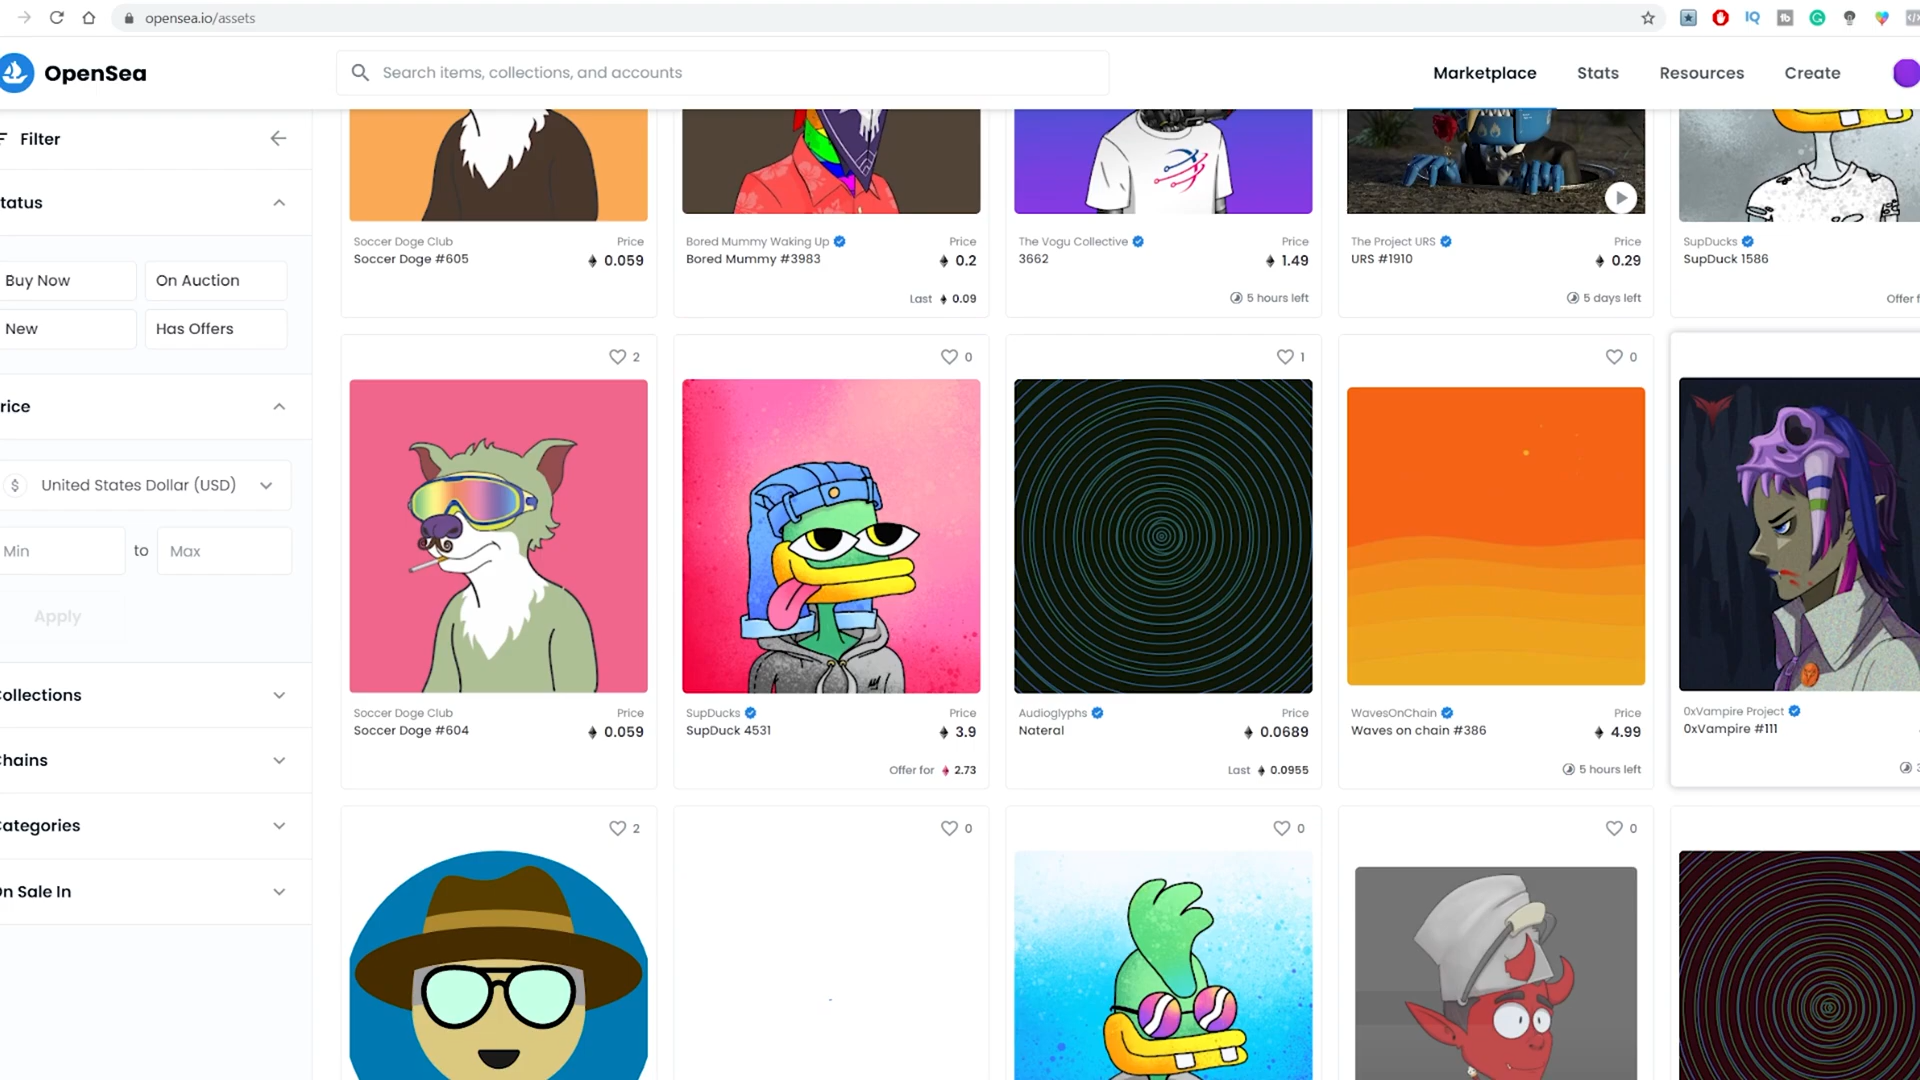 opensea.io/assets
OpenSea
Search items, collections, and accounts
Marketplace
Stats
Resources
Create
Filter
tatus
Buy Now
On Auction
New
Has Offers
rice
$ United States Dollar (USD)
Min
to
Max
Apply
ollections
hains
ategories
n Sale In
Soccer Doge Club
Price
Soccer Doge #605
0.059
Bored Mummy Waking Up
Price
Bored Mummy #3983
0.2
Last 0.09
The Vogu Collective
Price
3662
1.49
5 hours left
The Project URS
Price
URS #1910
0.29
5 days left
SupDucks
SupDuck 1586
Offer f
2
Soccer Doge Club
Price
Soccer Doge #604
0.059
0
SupDucks
Price
SupDuck 4531
3.9
Offer for 2.73
1
Audioglyphs
Price
Nateral
0.0689
Last 0.0955
0
WavesOnChain
Price
Waves on chain #386
4.99
5 hours left
0xVampire Project
0xVampire #111
3
2
0
0
0